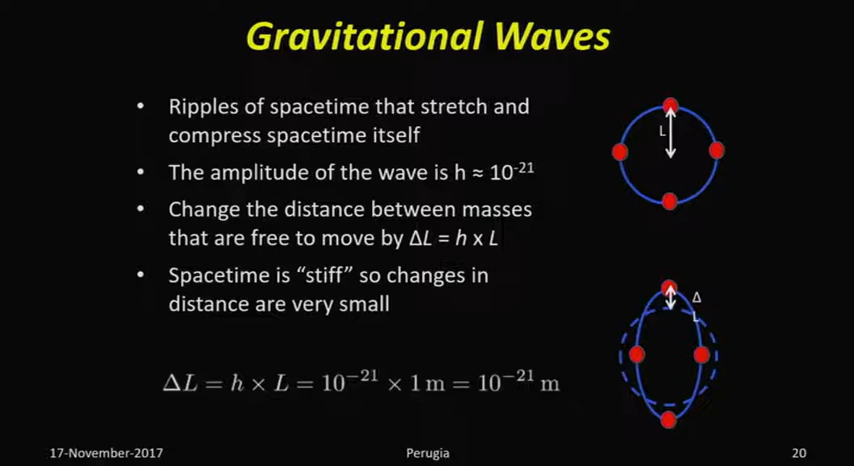 Gravitational Waves
• Ripples of spacetime that stretch and
compress spacetime itself
• The amplitude of the wave is h ≈ 10⁻²¹
• Change the distance between masses
that are free to move by ΔL = h x L
• Spacetime is “stiff” so changes in
distance are very small
ΔL = h × L = 10⁻²¹ × 1 m = 10⁻²¹ m
L
Δ
L
17-November-2017
Perugia
20